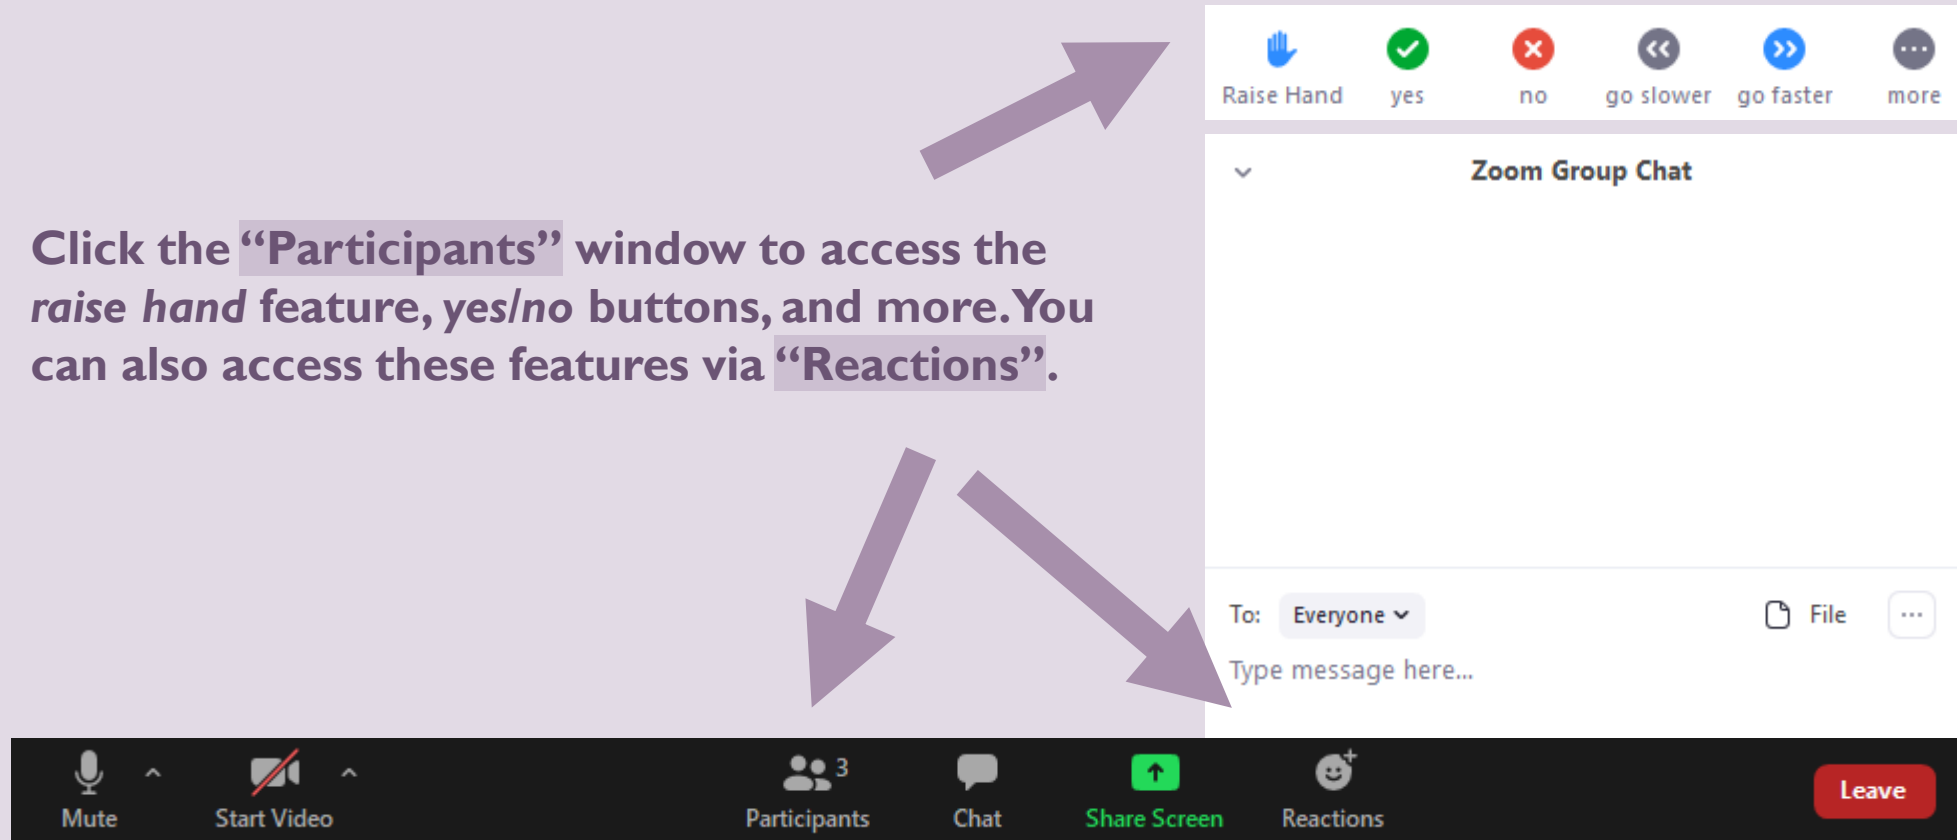 Raise Hand yes no go slower go faster more
Zoom Group Chat
Click the “Participants” window to access the
raise hand feature, yes/no buttons, and more. You
can also access these features via “Reactions”.
To: Everyone File
Type message here...
3
Mute Start Video Participants Chat Share Screen Reactions Leave